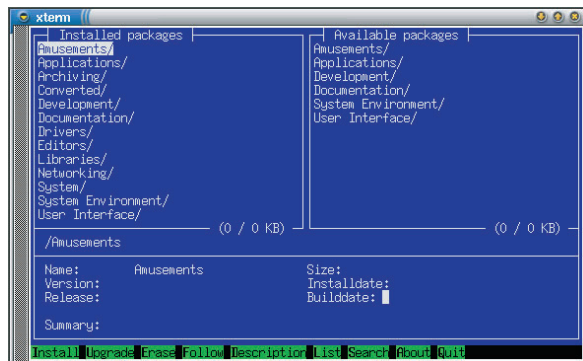 xterm
Installed packages
Amusements/
Applications/
Archiving/
Converted/
Development/
Documentation/
Drivers/
Editors/
Libraries/
Networking/
System/
System Environment/
User Interface/
(0 / 0 KB)
Available packages
Amusements/
Applications/
Development/
Documentation/
System Environment/
User Interface/
(0 / 0 KB)
/Amusements
Name: Amusements Size:
Version: Installdate:
Release: Builddate:
Summary:
Install Upgrade Erase Follow Description List Search About Quit